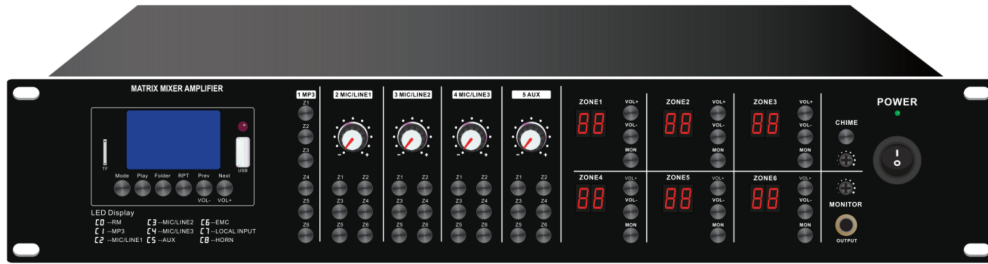 MATRIX MIXER AMPLIFIER
TF
USB
Mode Play Folder RPT Prev Next
VOL- VOL+
LED Display
C0 --RM C3 --MIC/LINE2 C6 --EMC
C1 --MP3 C4 --MIC/LINE3 C7 --LOCAL INPUT
C2 --MIC/LINE1 C5 --AUX C8 --HORN
1 MP3
Z1
Z2
Z3
Z4
Z5
Z6
2 MIC/LINE1
- +
Z1 Z2
Z3 Z4
Z5 Z6
3 MIC/LINE2
- +
Z1 Z2
Z3 Z4
Z5 Z6
4 MIC/LINE3
- +
Z1 Z2
Z3 Z4
Z5 Z6
5 AUX
- +
Z1 Z2
Z3 Z4
Z5 Z6
ZONE1
88
VOL+
VOL-
MON
ZONE2
88
VOL+
VOL-
MON
ZONE3
88
VOL+
VOL-
MON
ZONE4
88
VOL+
VOL-
MON
ZONE5
88
VOL+
VOL-
MON
ZONE6
88
VOL+
VOL-
MON
CHIME
MONITOR
OUTPUT
POWER
I
O